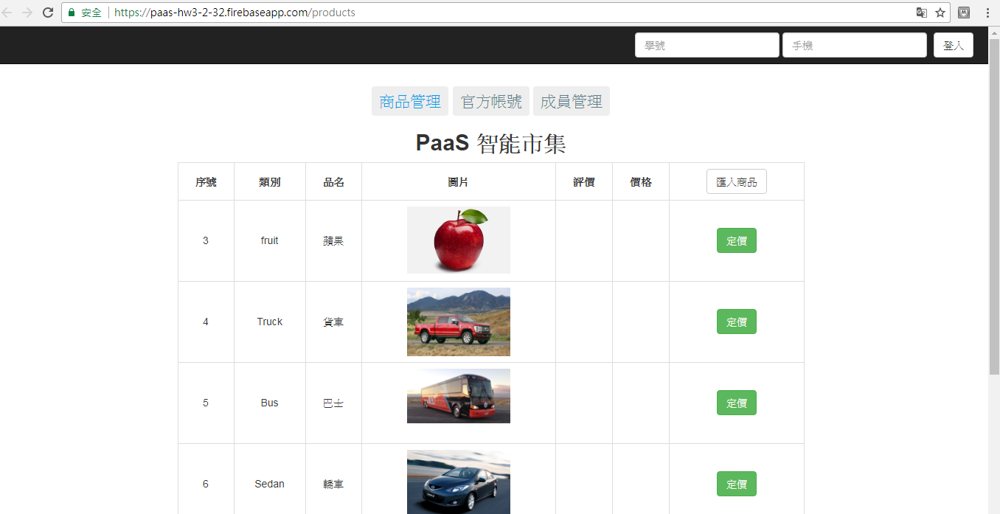 安全 | https://paas-hw3-2-32.firebaseapp.com/products
學號 手機 登入
商品管理 官方帳號 成員管理
PaaS 智能市集
序號 類別 品名 圖片 評價 價格 匯入商品
3 fruit 蘋果 定價
4 Truck 貨車 定價
5 Bus 巴士 定價
6 Sedan 轎車 定價